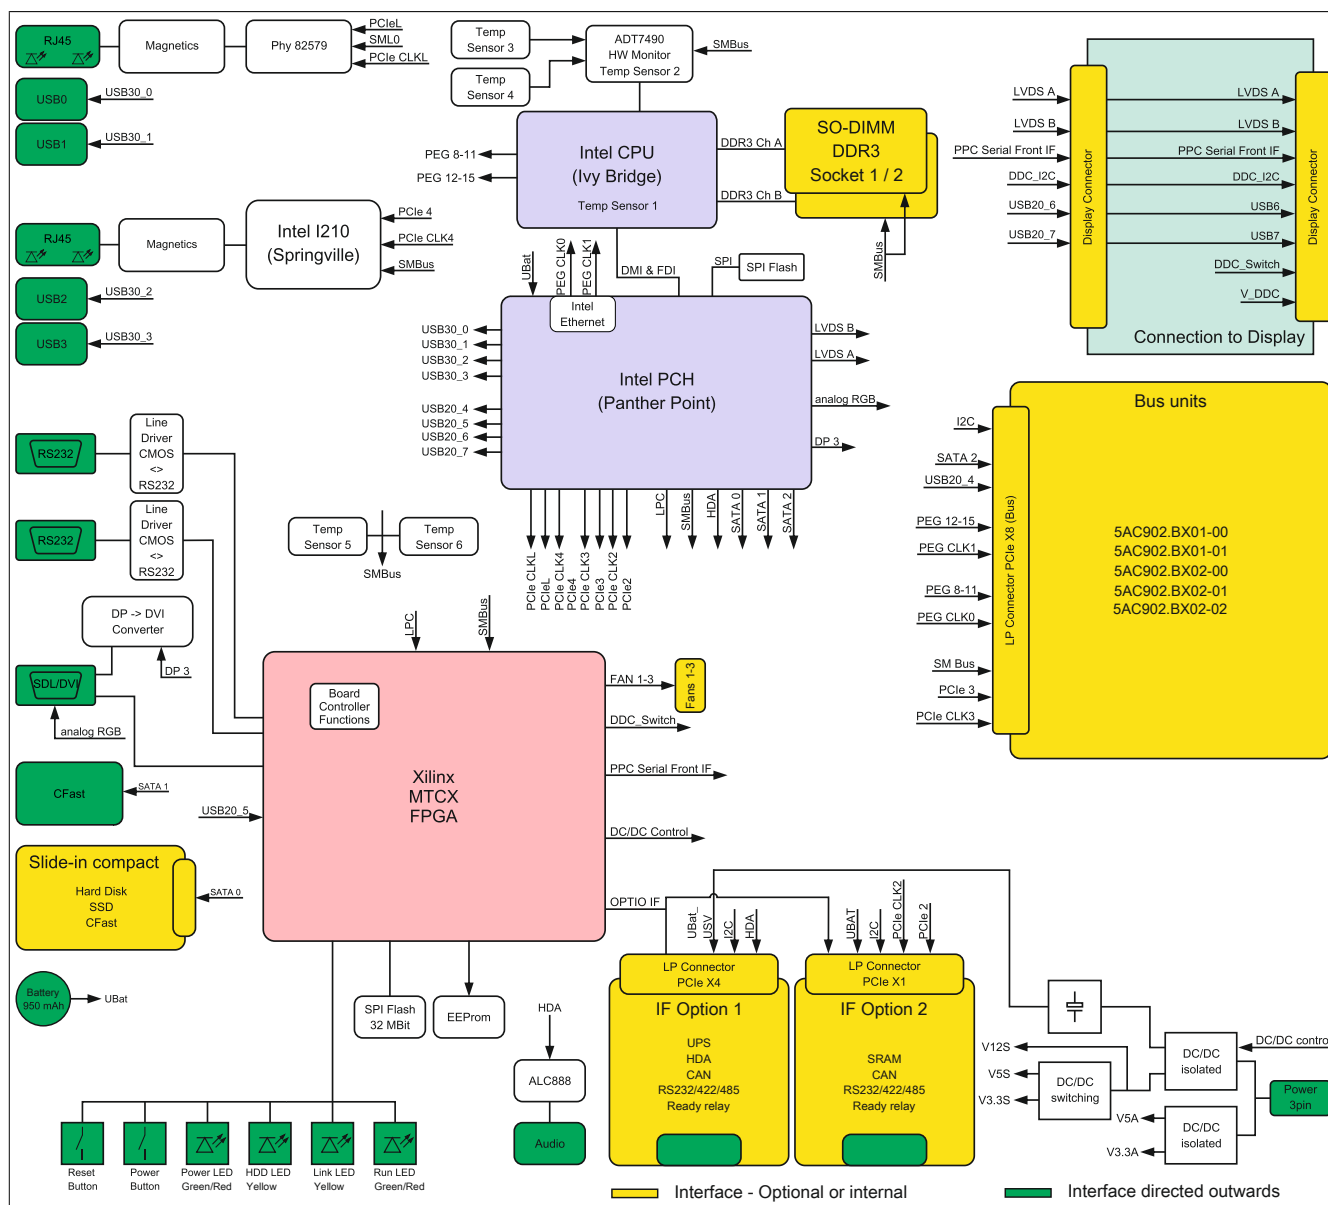 RJ45
Magnetics
Phy 82579
PCIeL
SML0
PCIe CLKL
USB0
USB30_0
USB1
USB30_1
Temp
Sensor 3
Temp
Sensor 4
ADT7490
HW Monitor
Temp Sensor 2
SMBus
Intel CPU
(Ivy Bridge)
Temp Sensor 1
PEG 8-11
PEG 12-15
DDR3 Ch A
DDR3 Ch B
SO-DIMM
DDR3
Socket 1 / 2
SMBus
LVDS A
LVDS B
PPC Serial Front IF
DDC_I2C
USB20_6
USB20_7
Display Connector
LVDS A
LVDS B
PPC Serial Front IF
DDC_I2C
USB6
USB7
DDC_Switch
V_DDC
Display Connector
Connection to Display
RJ45
Magnetics
Intel I210
(Springville)
PCIe 4
PCIe CLK4
SMBus
USB2
USB30_2
USB3
USB30_3
UBat
PEG CLK0
PEG CLK1
DMI & FDI
SPI
SPI Flash
Intel
Ethernet
Intel PCH
(Panther Point)
USB30_0
USB30_1
USB30_2
USB30_3
USB20_4
USB20_5
USB20_6
USB20_7
LVDS B
LVDS A
analog RGB
DP 3
PCIe CLKL
PCIeL
PCIe CLK4
PCIe4
PCIe CLK3
PCIe3
PCIe CLK2
PCIe2
LPC
SMBus
HDA
SATA 0
SATA 1
SATA 2
Bus units
I2C
SATA 2
USB20_4
PEG 12-15
PEG CLK1
PEG 8-11
PEG CLK0
SM Bus
PCIe 3
PCIe CLK3
LP Connector PCIe X8 (Bus)
5AC902.BX01-00
5AC902.BX01-01
5AC902.BX02-00
5AC902.BX02-01
5AC902.BX02-02
RS232
Line
Driver
CMOS
<>
RS232
RS232
Line
Driver
CMOS
<>
RS232
Temp
Sensor 5
Temp
Sensor 6
SMBus
DP -> DVI
Converter
DP 3
SDL/DVI
analog RGB
CFast
SATA 1
USB20_5
Slide-in compact
Hard Disk
SSD
CFast
SATA 0
Battery
950 mAh
UBat
LPC
SMBus
Board
Controller
Functions
Xilinx
MTCX
FPGA
FAN 1-3
Fans 1-3
DDC_Switch
PPC Serial Front IF
DC/DC Control
OPTIO IF
SPI Flash
32 MBit
EEProm
HDA
ALC888
Audio
UBat_
USV
I2C
HDA
UBAT
I2C
PCIe CLK2
PCIe 2
LP Connector
PCIe X4
IF Option 1
UPS
HDA
CAN
RS232/422/485
Ready relay
LP Connector
PCIe X1
IF Option 2
SRAM
CAN
RS232/422/485
Ready relay
V12S
V5S
V3.3S
DC/DC
switching
DC/DC
isolated
DC/DC control
Power
3pin
V5A
V3.3A
DC/DC
isolated
Reset
Button
Power
Button
Power LED
Green/Red
HDD LED
Yellow
Link LED
Yellow
Run LED
Green/Red
Interface - Optional or internal
Interface directed outwards